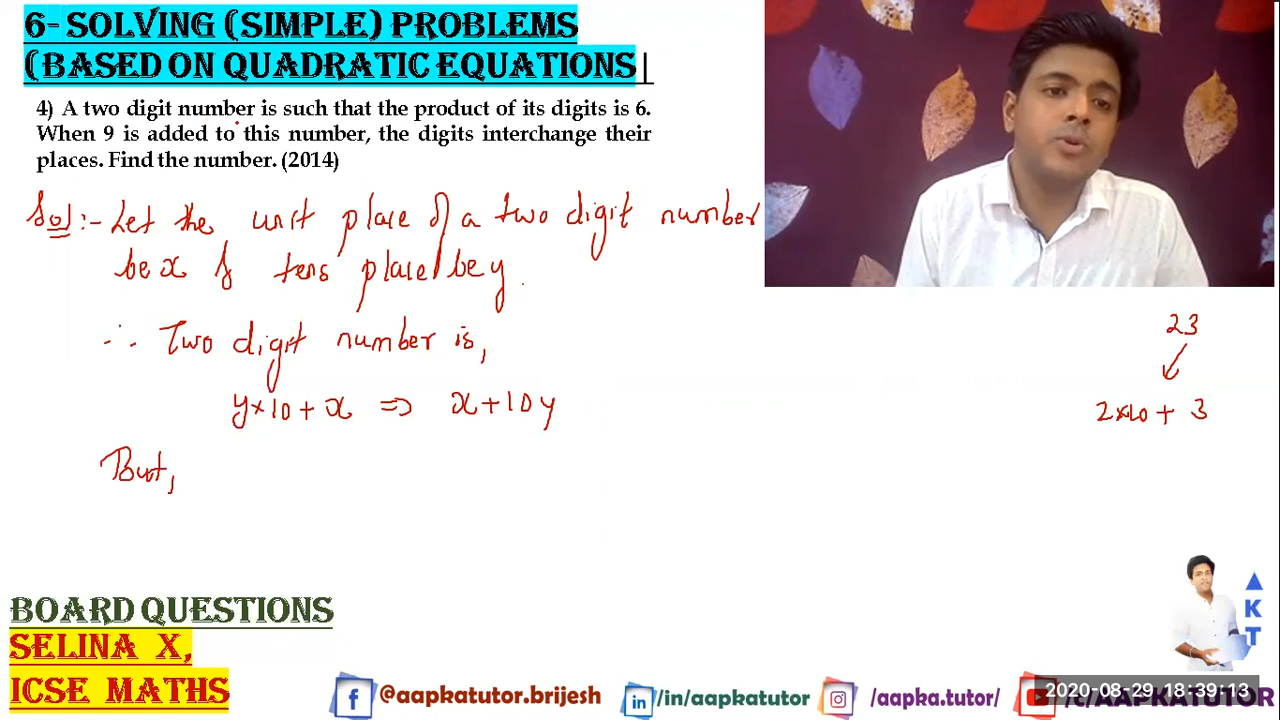 6- SOLVING (SIMPLE) PROBLEMS
(BASED ON QUADRATIC EQUATIONS
4) A two digit number is such that the product of its digits is 6.
When 9 is added to this number, the digits interchange their
places. Find the number. (2014)
Sol :- Let the unit place of a two digit number
be x & tens place be y
∴ Two digit number is,
y×10 + x ⇒ x+10y
But,
23
2×10 + 3
BOARD QUESTIONS
SELINA X,
ICSE MATHS
AKT
@aapkatutor.brijesh
/in/aapkatutor
/aapka.tutor/
/c/AAPKATUTOR
2020-08-29 18:39:13